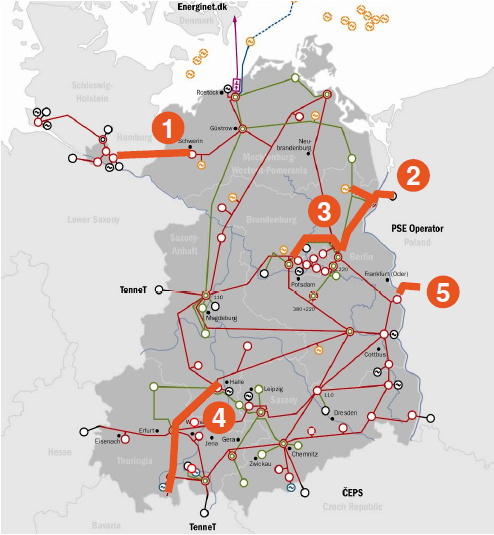 Energinet.dk
Denmark
Schleswig-
Holstein
Rostock
Hamburg
1
Schwerin
Güstrow
Neu-
brandenburg
Mecklenburg-
Western Pomerania
2
Lower Saxony
3
Brandenburg
PSE Operator
Poland
Saxony-
Anhalt
Berlin
220
Frankfurt (Oder)
Potsdam
TenneT
110
5
380+220
Magdeburg
Cottbus
Halle
Leipzig
110
4
Saxony
Dresden
Erfurt
Eisenach
Jena
Gera
Hesse
Thuringia
Chemnitz
Zwickau
ČEPS
Czech Republic
Bavaria
TenneT